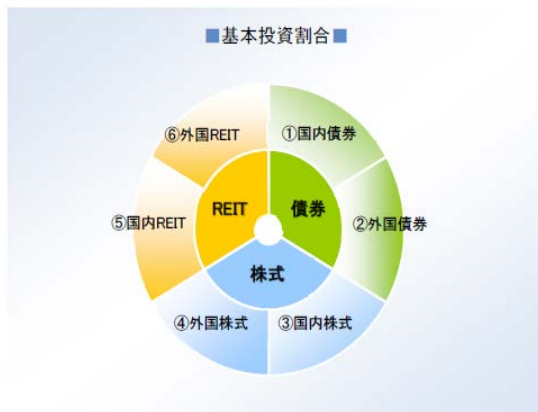 ■基本投資割合■
⑥外国REIT
①国内債券
REIT
債券
⑤国内REIT
②外国債券
株式
④外国株式
③国内株式